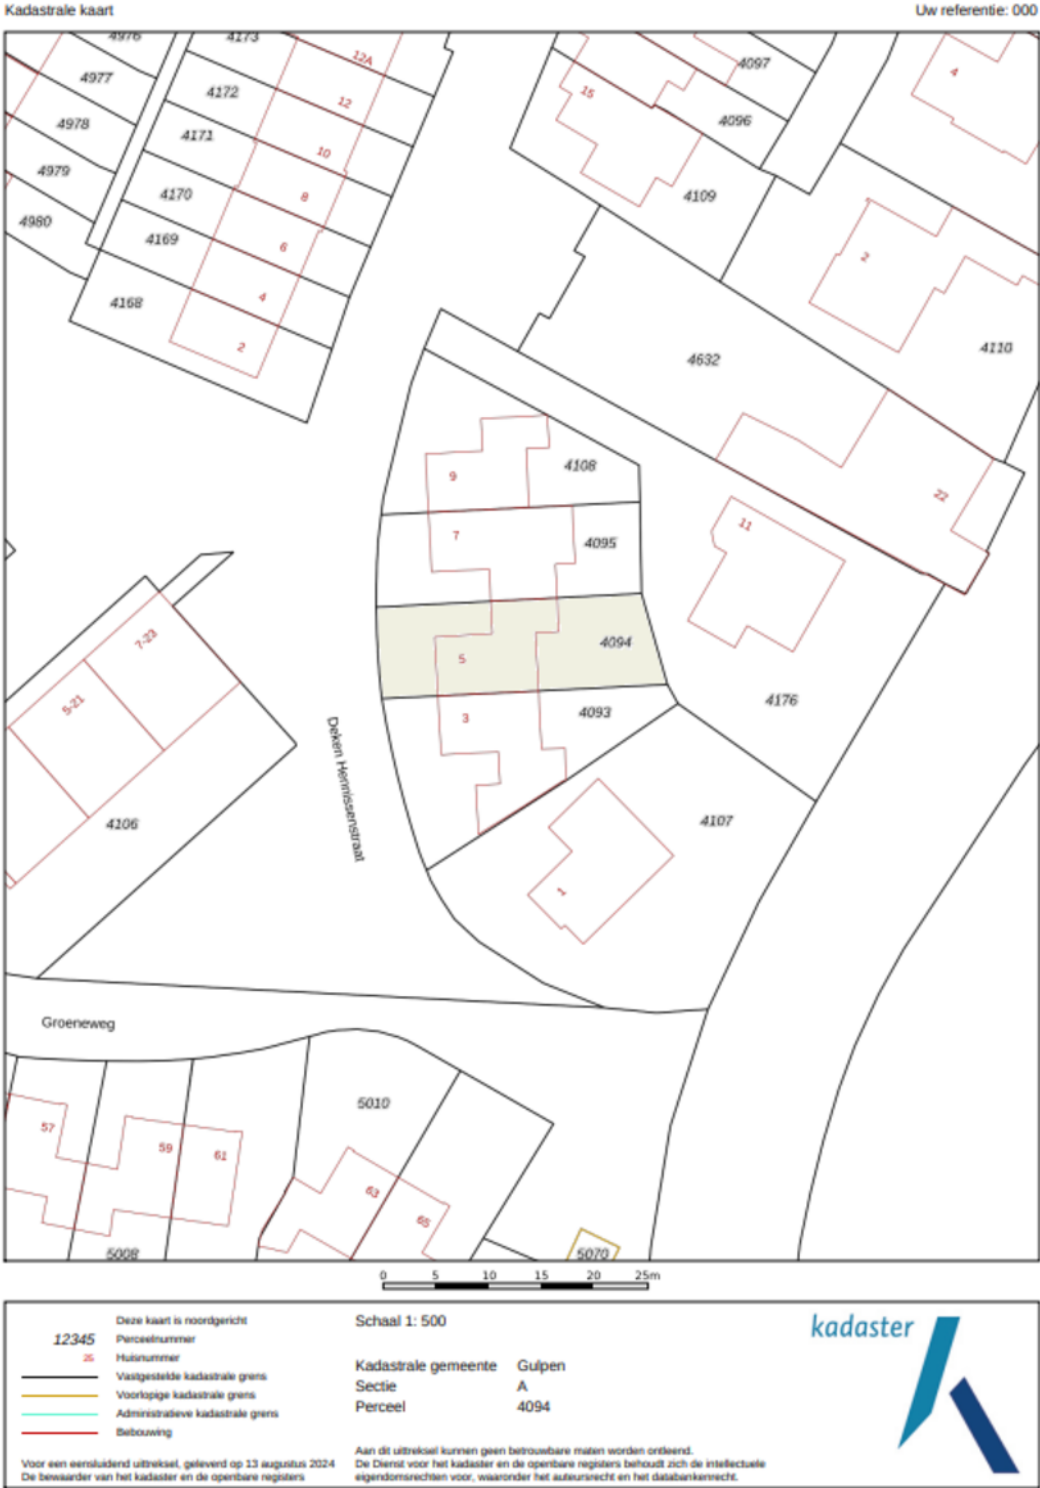 Kadastrale kaart
Uw referentie: 000
4976
4173
12A
4097
4
4977
4172
12
15
4096
4978
4171
10
4979
4170
8
4109
4980
4169
6
2
4168
4
2
4632
4110
9
4108
22
7
4095
11
7-23
5
4094
5-21
3
4093
4176
Deken Hennissenstraat
4106
4107
1
Groeneweg
5010
57
59
61
63
65
5008
5070
0 5 10 15 20 25m
Deze kaart is noordgericht
12345 Perceelnummer
25 Huisnummer
Vastgestelde kadastrale grens
Voorlopige kadastrale grens
Administratieve kadastrale grens
Bebouwing
Voor een eensluidend uittreksel, geleverd op 13 augustus 2024
De bewaarder van het kadaster en de openbare registers
Schaal 1: 500
Kadastrale gemeente Gulpen
Sectie A
Perceel 4094
Aan dit uittreksel kunnen geen betrouwbare maten worden ontleend.
De Dienst voor het kadaster en de openbare registers behoudt zich de intellectuele
eigendomsrechten voor, waaronder het auteursrecht en het databankenrecht.
kadaster